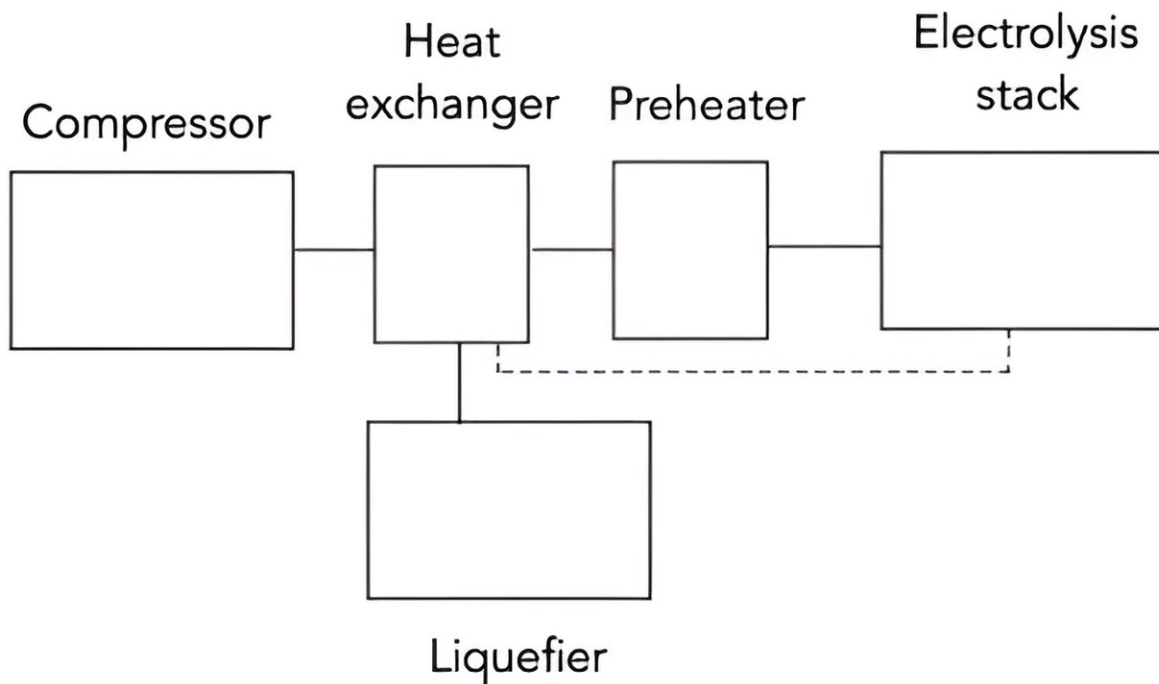 Compressor
Heat
exchanger
Preheater
Electrolysis
stack
Liquefier